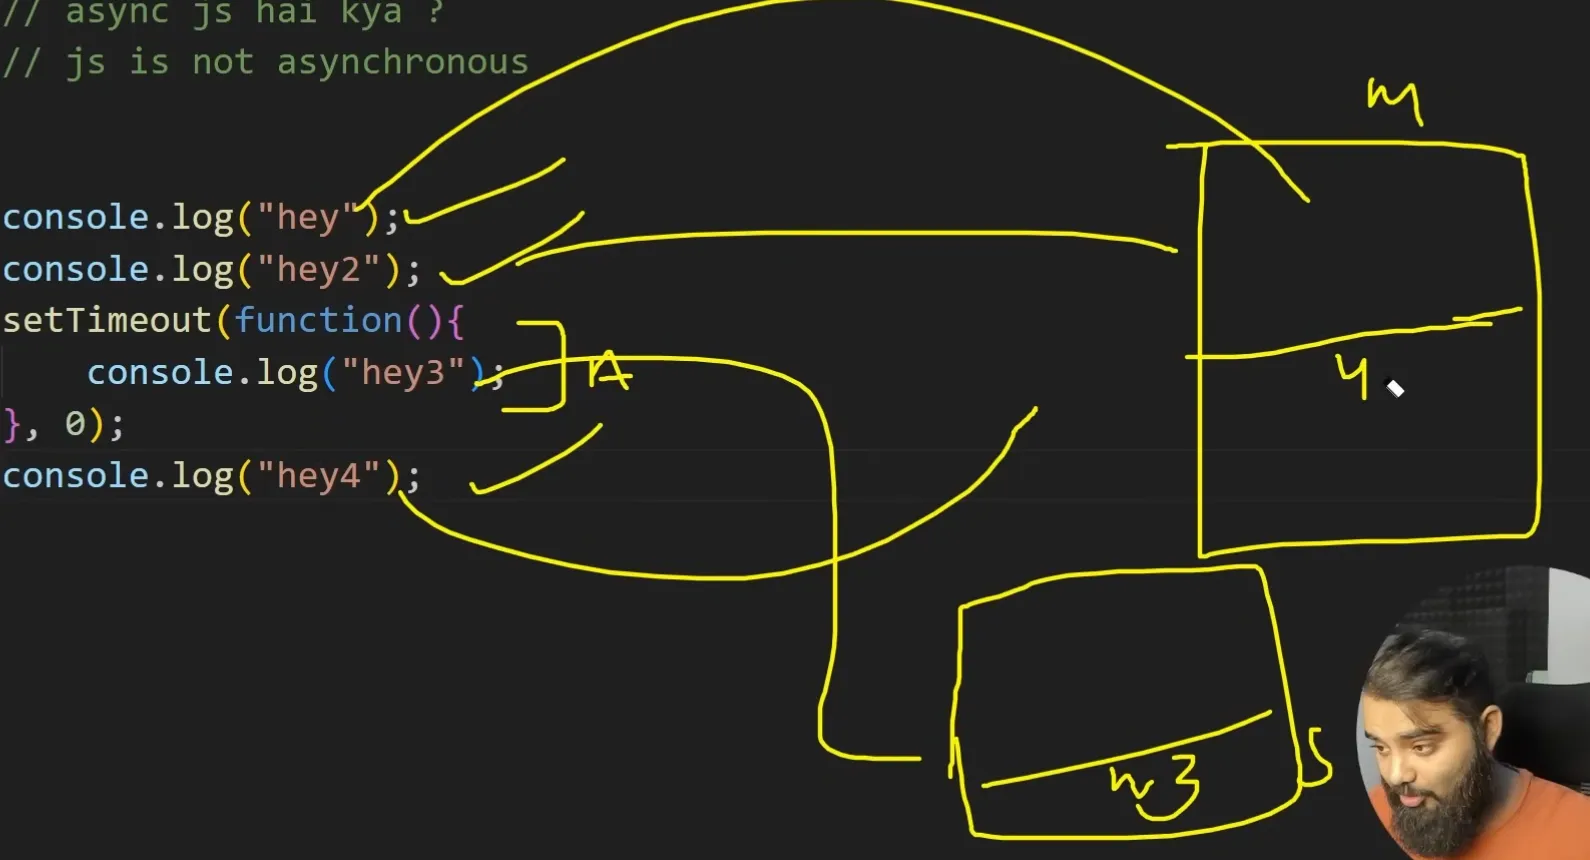 // async js hai kya ?
// js is not asynchronous
console.log("hey");
console.log("hey2");
setTimeout(function(){
    console.log("hey3");
}, 0);
console.log("hey4");
M
A
4
S